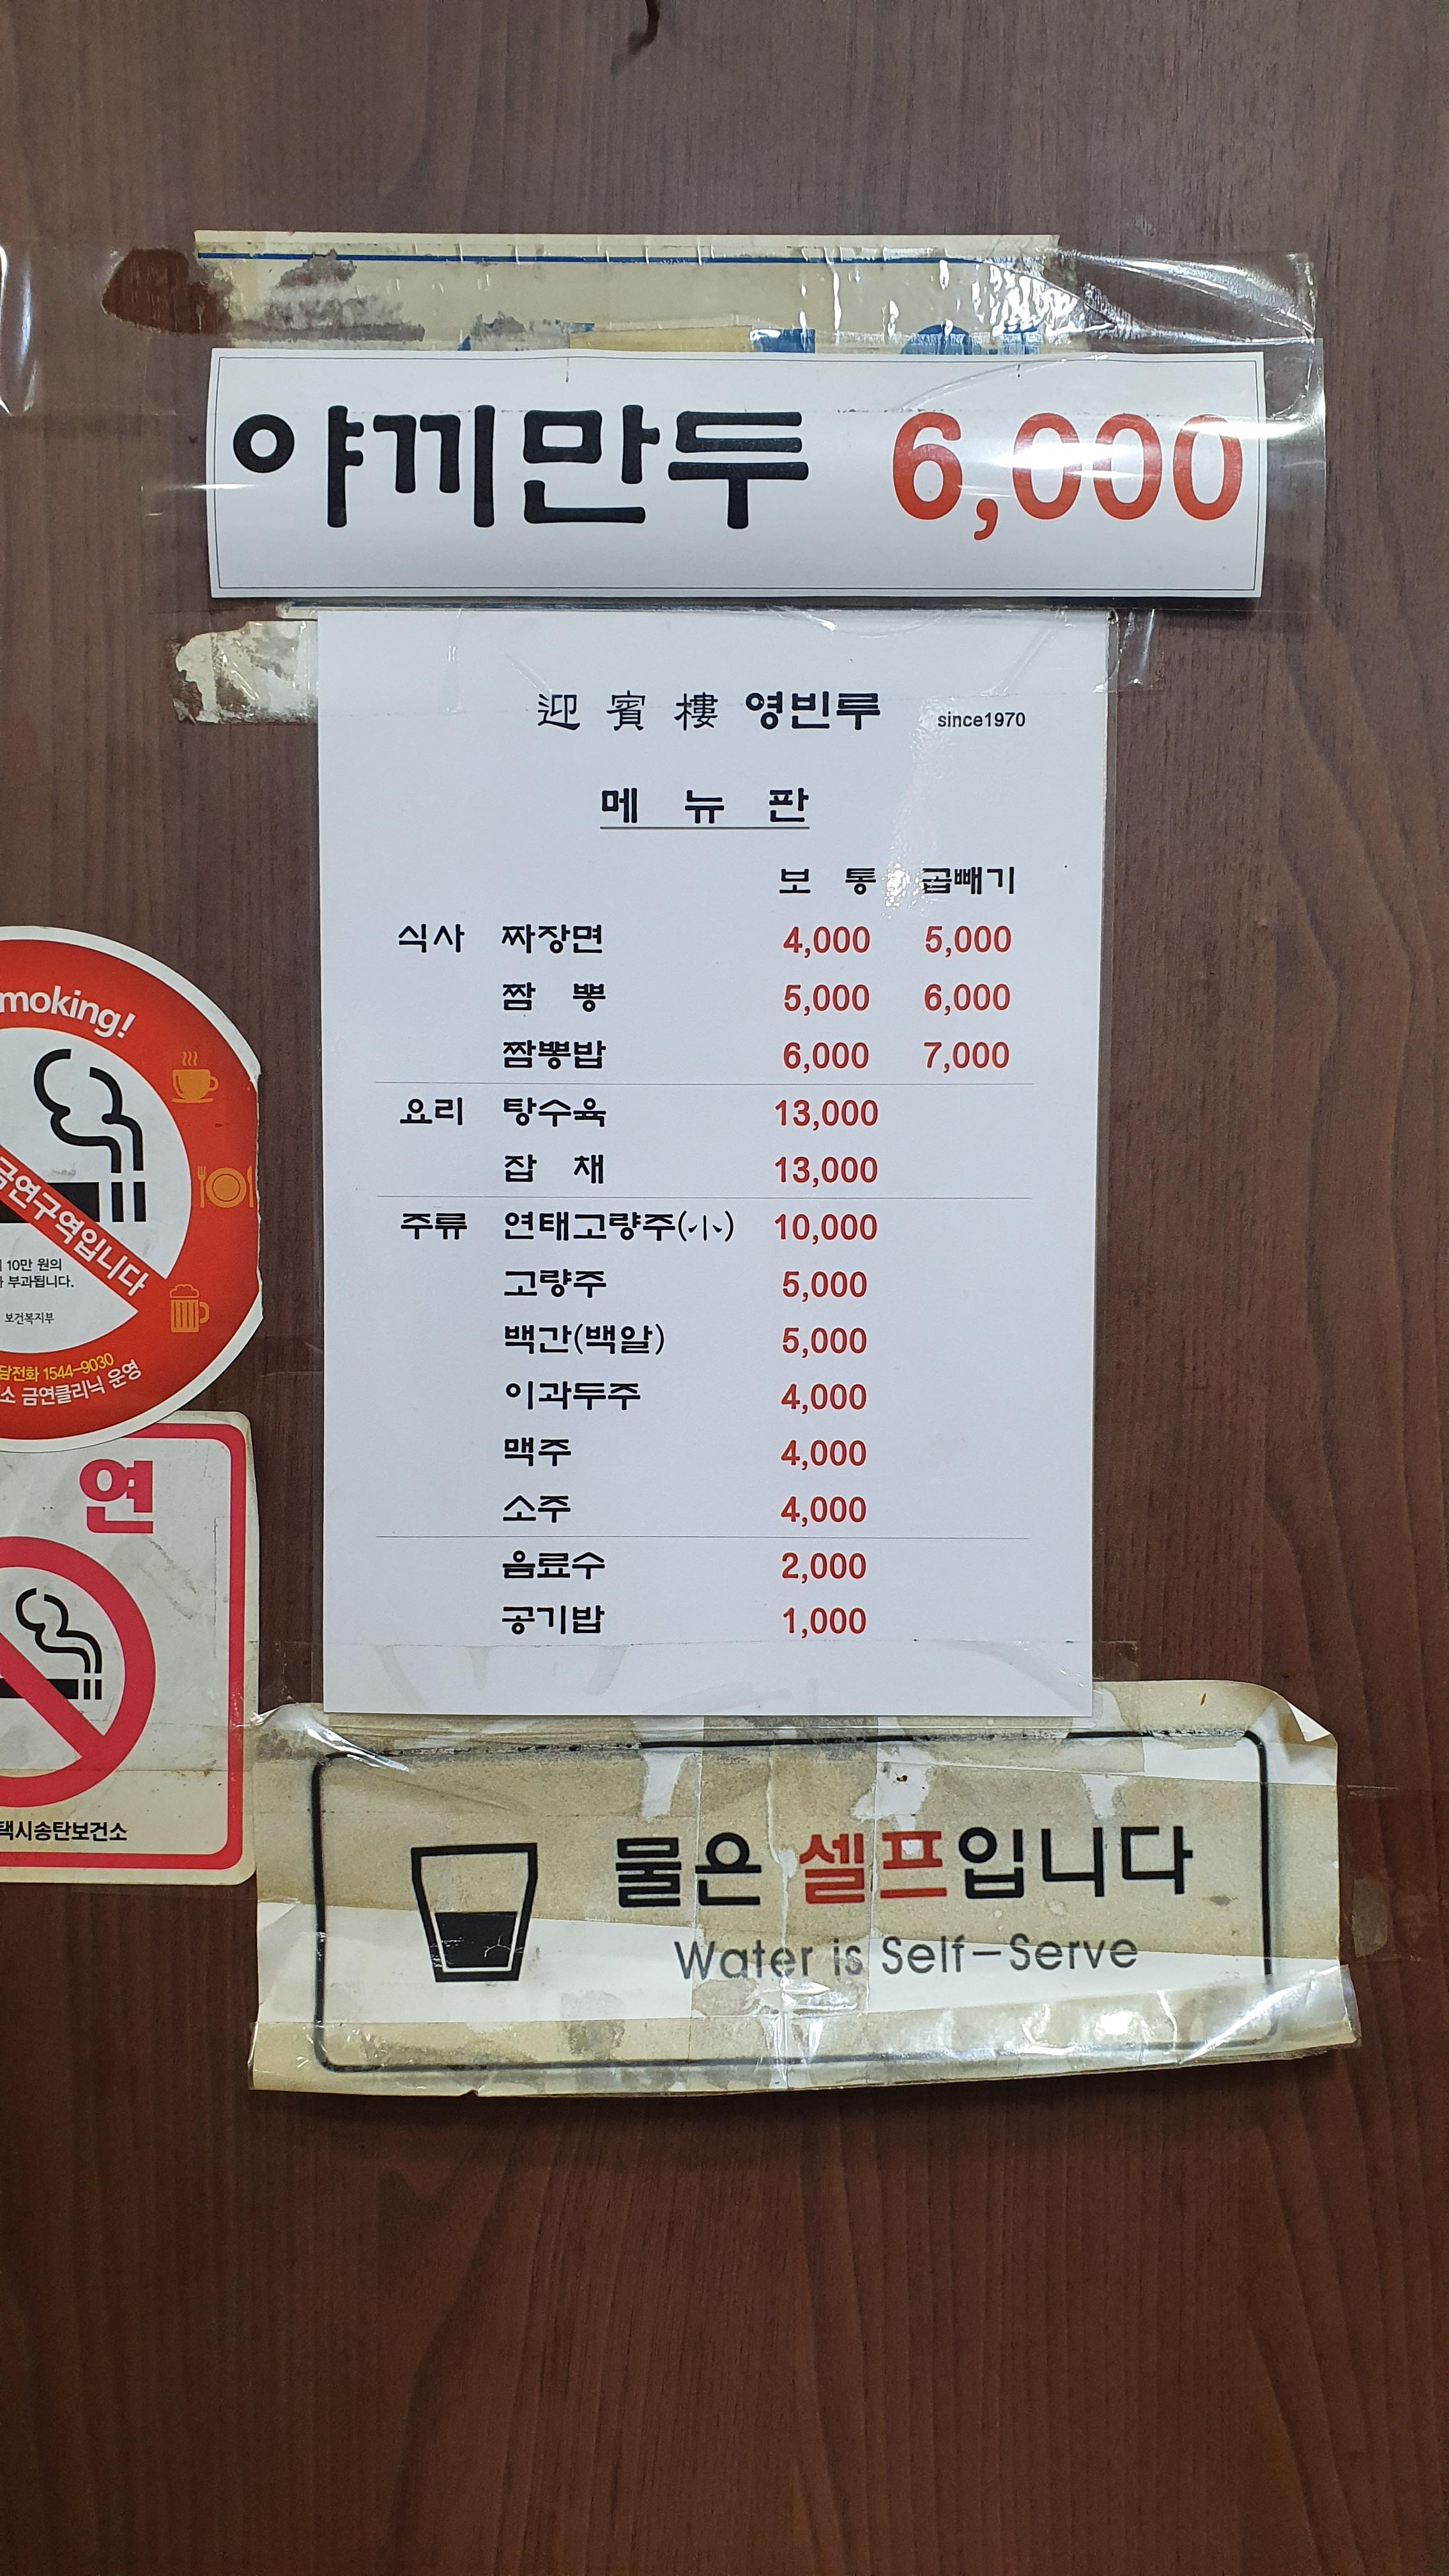 야끼만두 6,000
迎賓樓 영빈루 since1970
메뉴판
보통 곱빼기
식사 짜장면 4,000 5,000
짬뽕 5,000 6,000
짬뽕밥 6,000 7,000
요리 탕수육 13,000
잡채 13,000
주류 연태고량주(小) 10,000
고량주 5,000
백간(백알) 5,000
이과두주 4,000
맥주 4,000
소주 4,000
음료수 2,000
공기밥 1,000
물은 셀프입니다
Water is Self-Serve
moking!
금연구역입니다
10만 원의
부과됩니다.
보건복지부
담전화 1544-9030
소 금연클리닉 운영
연
택시송탄보건소